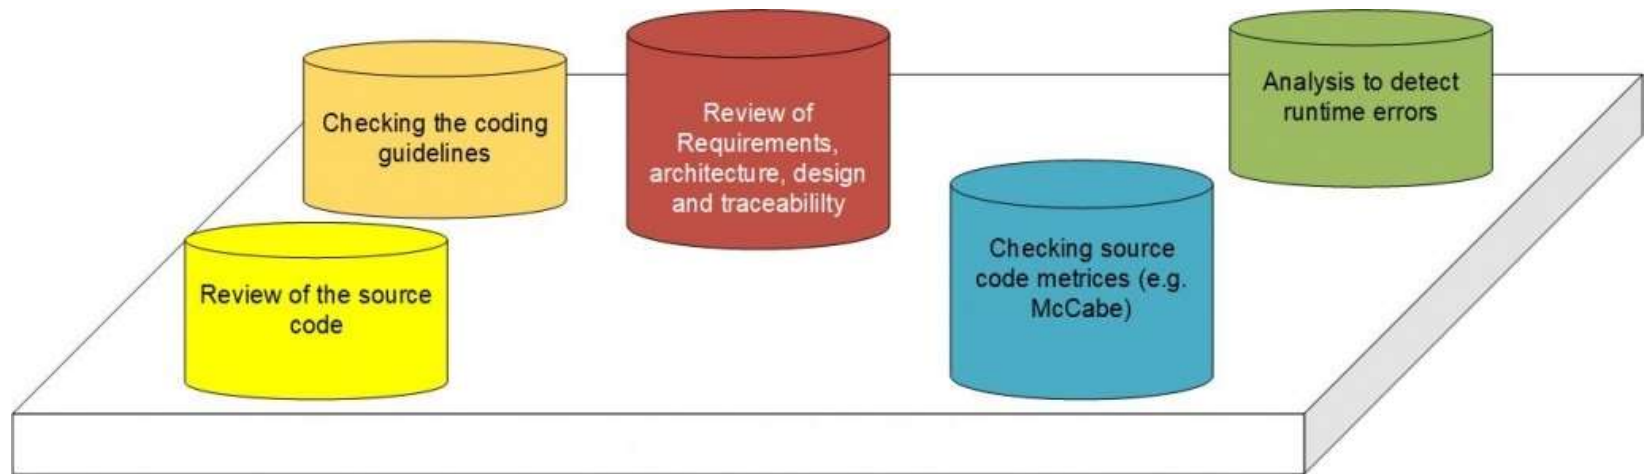 Checking the coding
guidelines
Review of
Requirements,
architecture, design
and traceabililty
Analysis to detect
runtime errors
Review of the source
code
Checking source
code metrices (e.g.
McCabe)